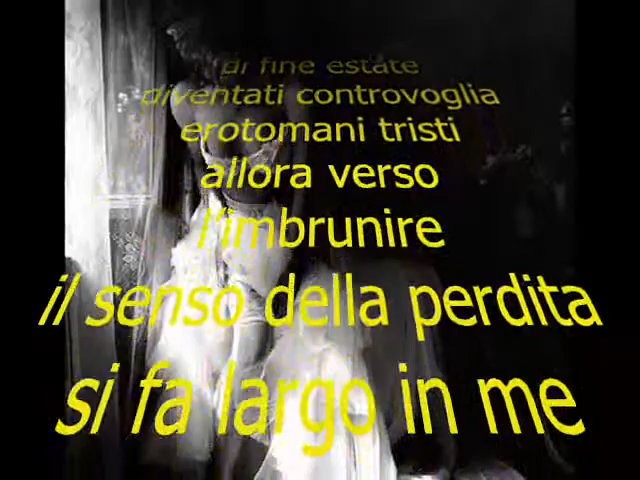 di fine estate
diventati controvoglia
erotomani tristi
allora verso
l'imbrunire
il senso della perdita
si fa largo in me